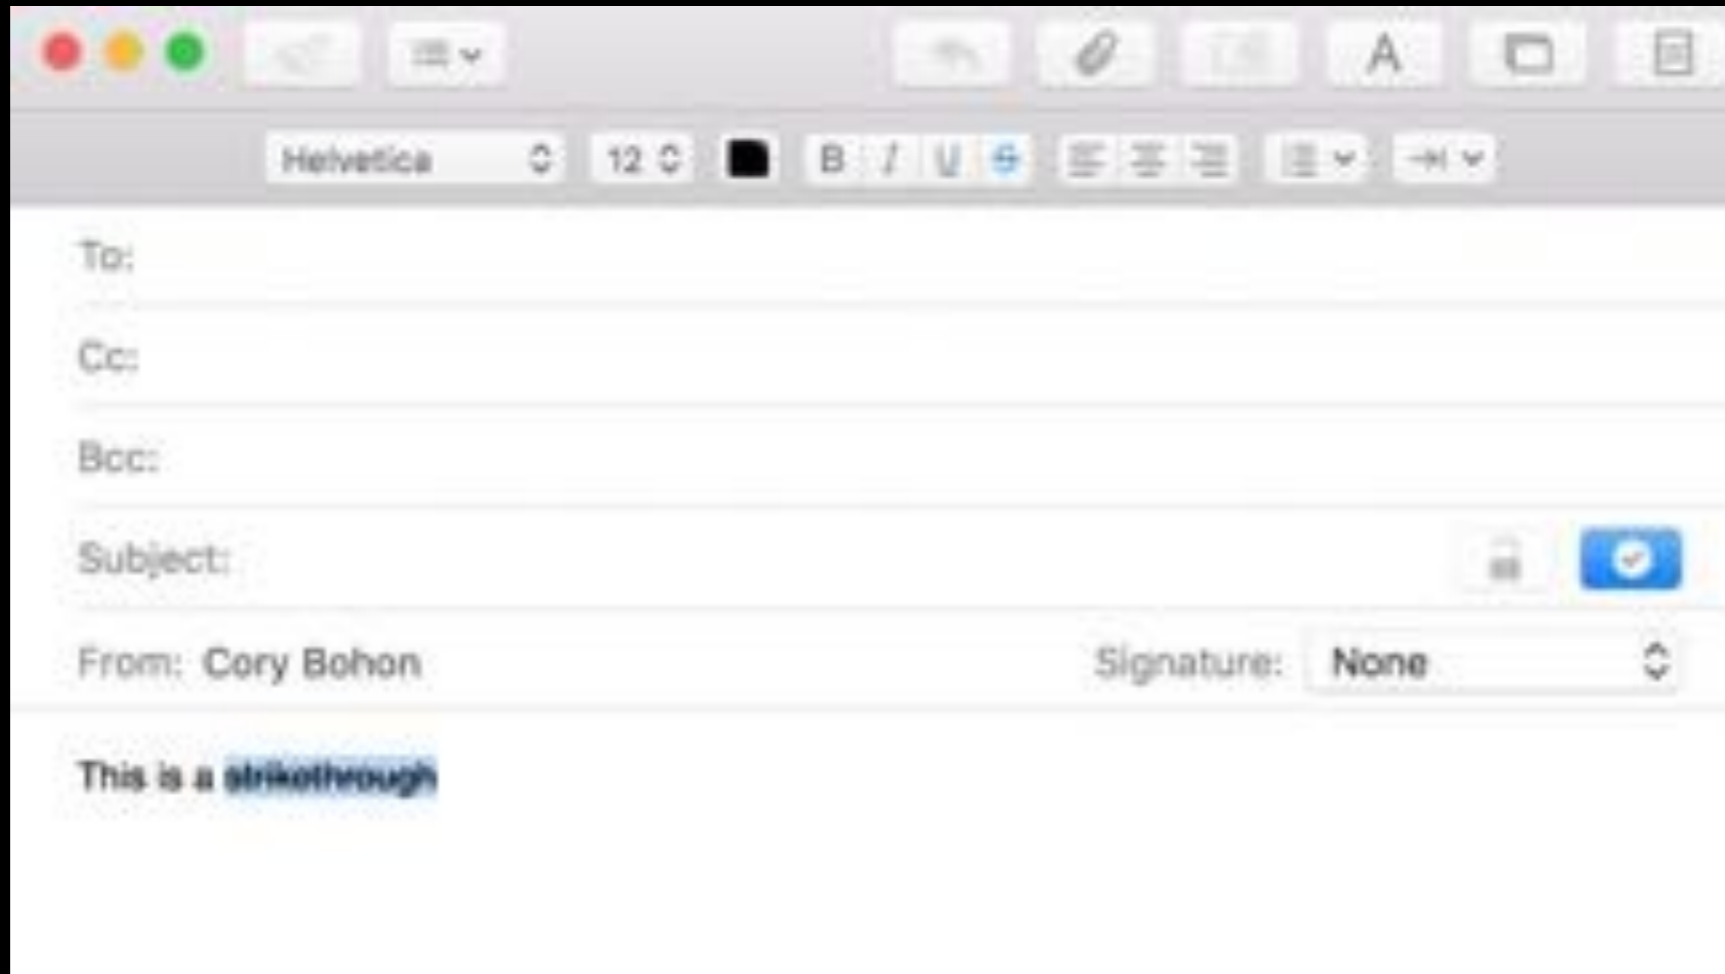 A
Helvetica 12 B I U S
To:
Cc:
Bcc:
Subject:
From: Cory Bohon Signature: None
This is a strikethrough